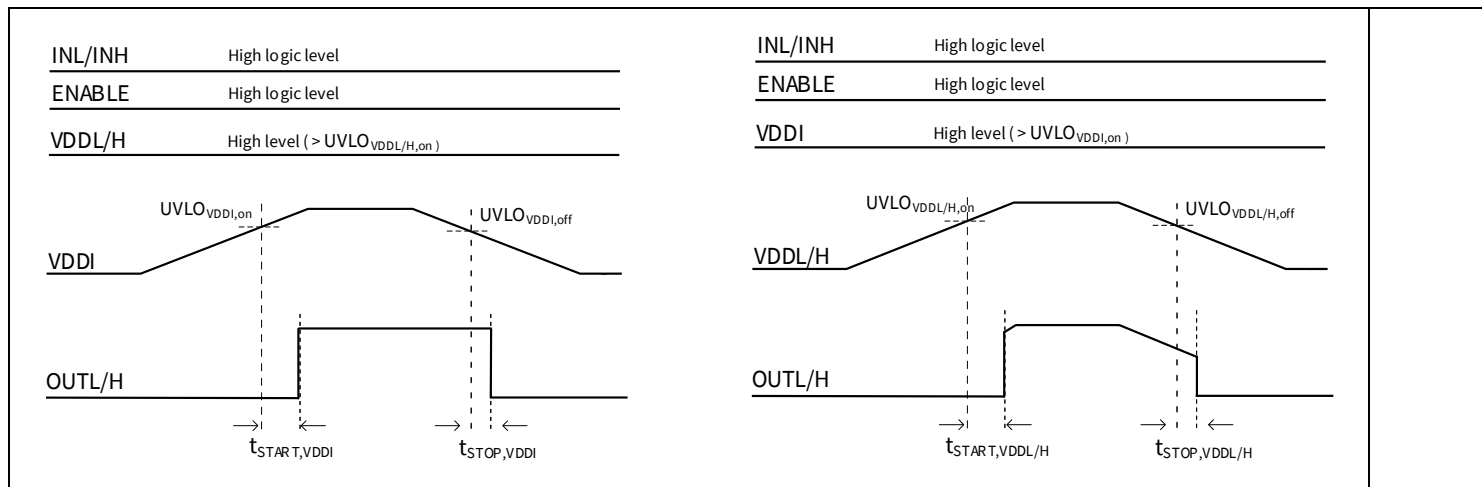 INL/INH High logic level
ENABLE High logic level
VDDL/H High level ( > UVLOVDDL/H,on )
UVLOVDDI,on
UVLOVDDI,off
VDDI
OUTL/H
tSTART,VDDI
tSTOP,VDDI
INL/INH High logic level
ENABLE High logic level
VDDI High level ( > UVLOVDDI,on )
UVLOVDDL/H,on
UVLOVDDL/H,off
VDDL/H
OUTL/H
tSTART,VDDL/H
tSTOP,VDDL/H